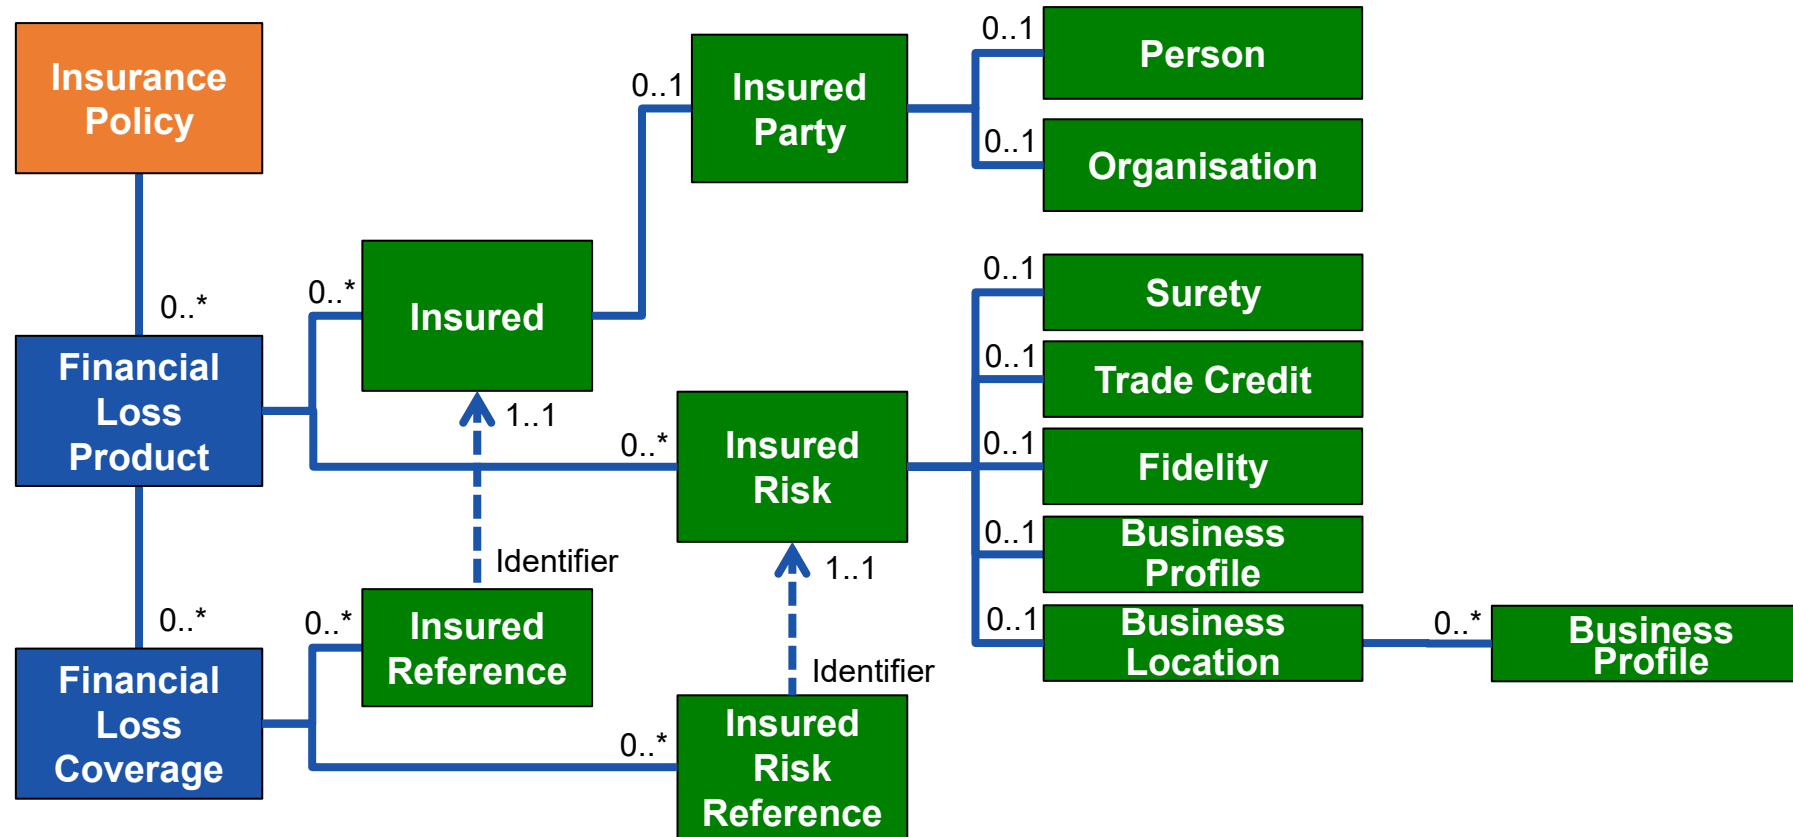 Insurance
Policy
0..*
Financial
Loss
Product
0..*
Financial
Loss
Coverage
0..*
Insured
1..1
Identifier
0..*
Insured
Reference
0..1
Insured
Party
0..1
Person
0..1
Organisation
0..*
Insured
Risk
1..1
Identifier
0..*
Insured
Risk
Reference
0..1
Surety
0..1
Trade Credit
0..1
Fidelity
0..1
Business
Profile
0..1
Business
Location
0..*
Business
Profile